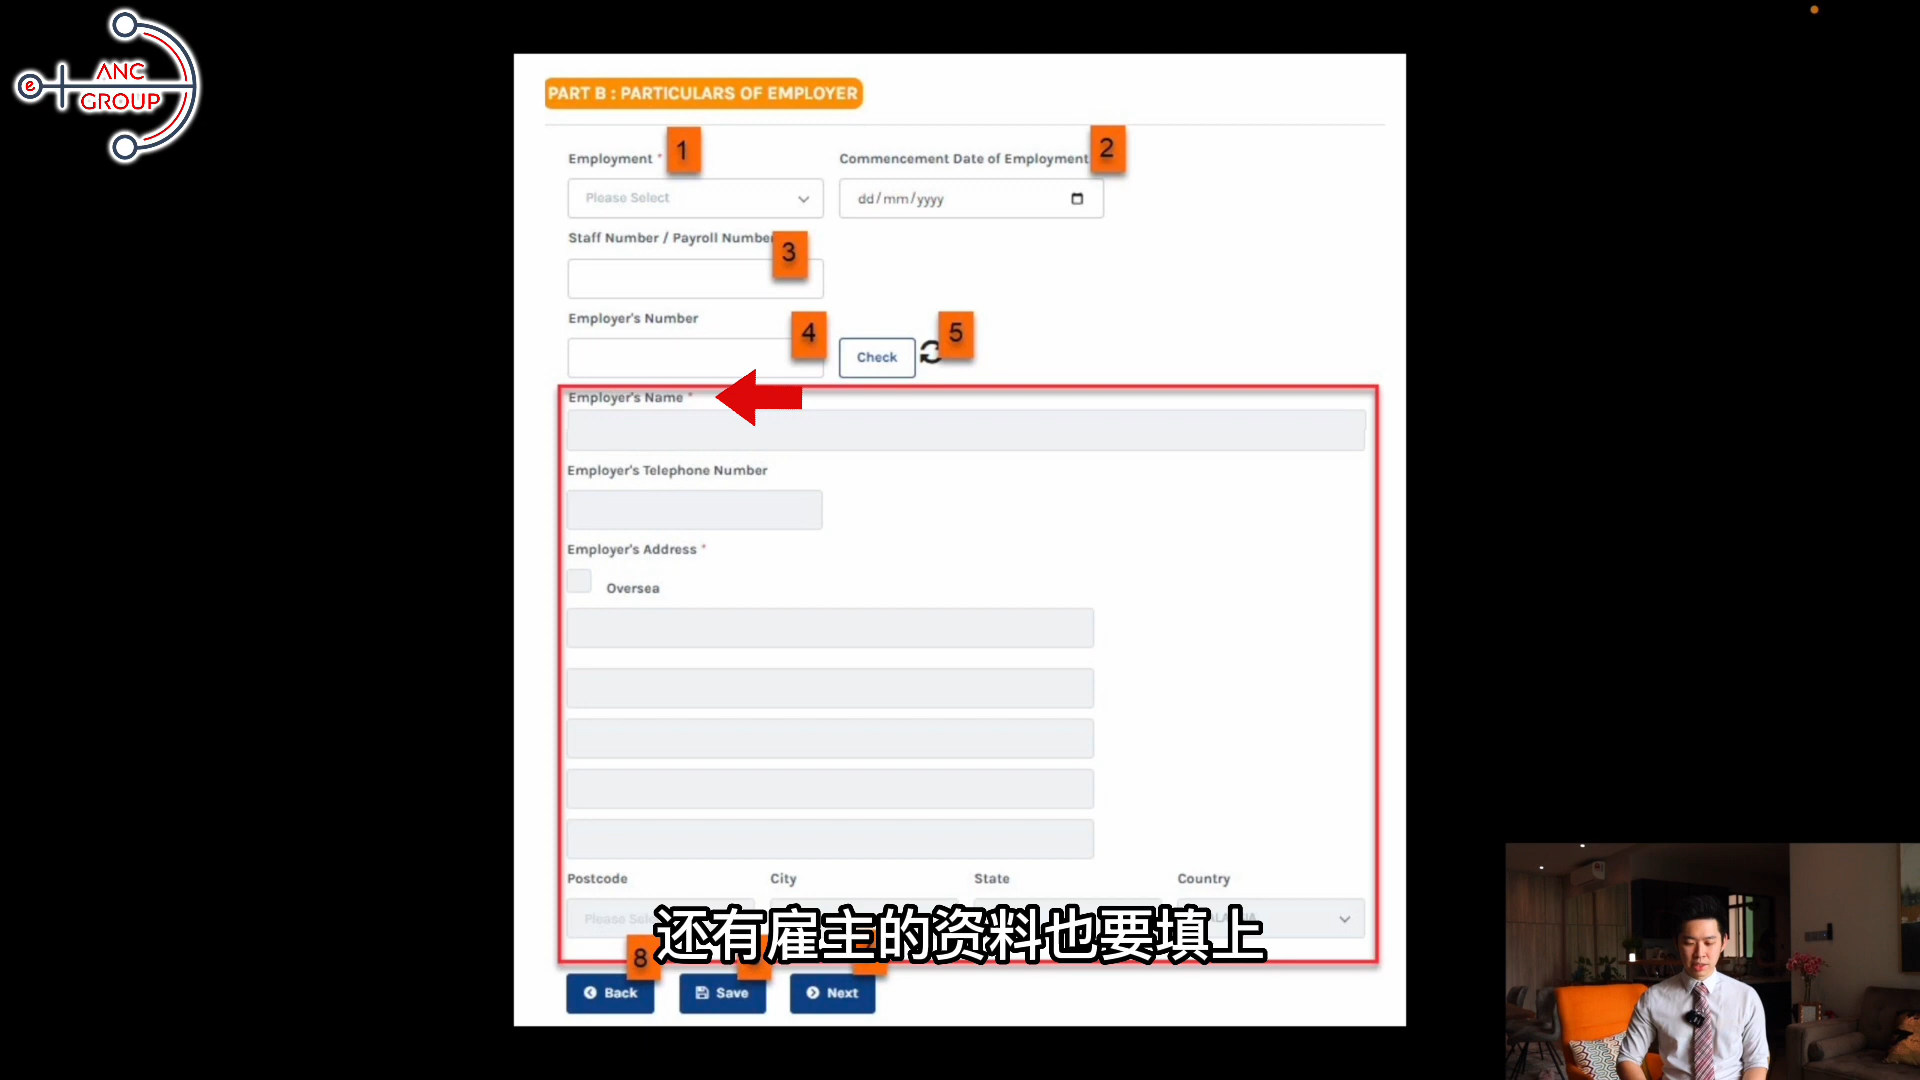 e
ANC
GROUP
PART B : PARTICULARS OF EMPLOYER
Employment * 1
Commencement Date of Employment 2
Please Select
dd/mm/yyyy
Staff Number / Payroll Number 3
Employer's Number 4
Check 5
Employer's Name *
Employer's Telephone Number
Employer's Address *
Oversea
Postcode City State Country
Please
还有雇主的资料也要填上
8
Back Save Next